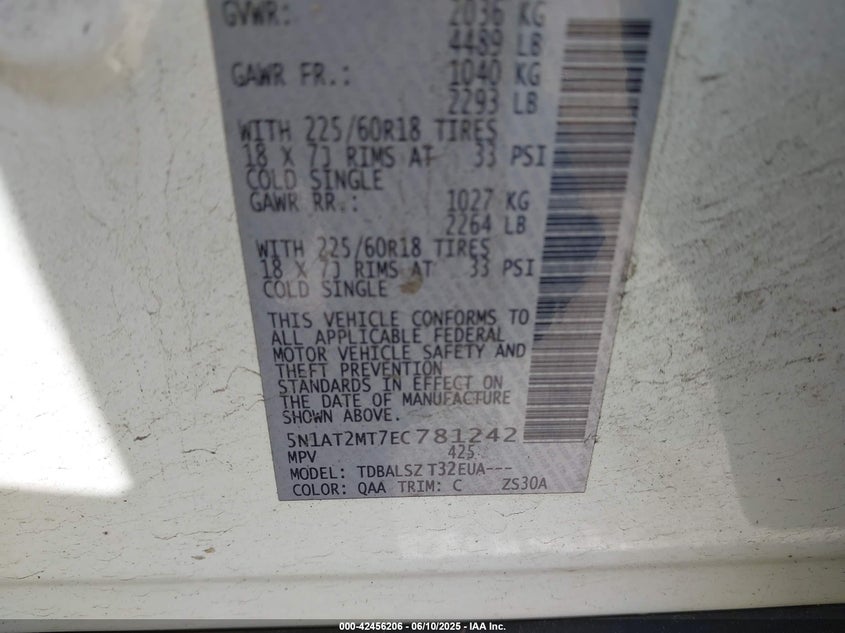 GVWR: 2036 KG
4489 LB
GAWR FR.: 1040 KG
2293 LB
WITH 225/60R18 TIRES
18 X 7J RIMS AT 33 PSI
COLD SINGLE
GAWR RR.: 1027 KG
2264 LB
WITH 225/60R18 TIRES
18 X 7J RIMS AT 33 PSI
COLD SINGLE
THIS VEHICLE CONFORMS TO
ALL APPLICABLE FEDERAL
MOTOR VEHICLE SAFETY AND
THEFT PREVENTION
STANDARDS IN EFFECT ON
THE DATE OF MANUFACTURE
SHOWN ABOVE.
5N1AT2MT7EC781242
MPV 425
MODEL: TDBALSZ T32EUA---
COLOR: QAA TRIM: C ZS30A
000-42456206 - 06/10/2025 - IAA Inc.